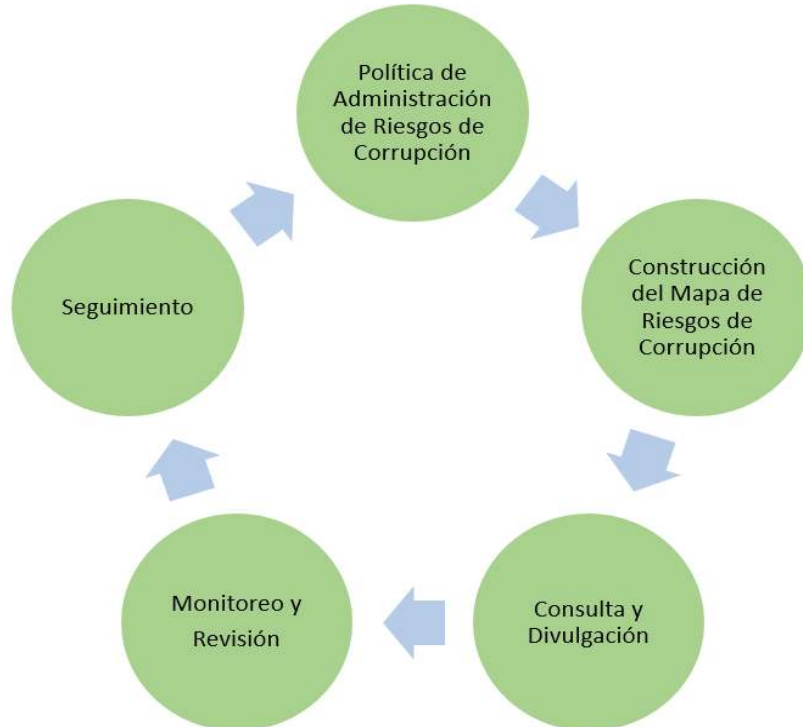 Política de
Administración
de Riesgos de
Corrupción
Construcción
del Mapa de
Riesgos de
Corrupción
Consulta y
Divulgación
Monitoreo y
Revisión
Seguimiento